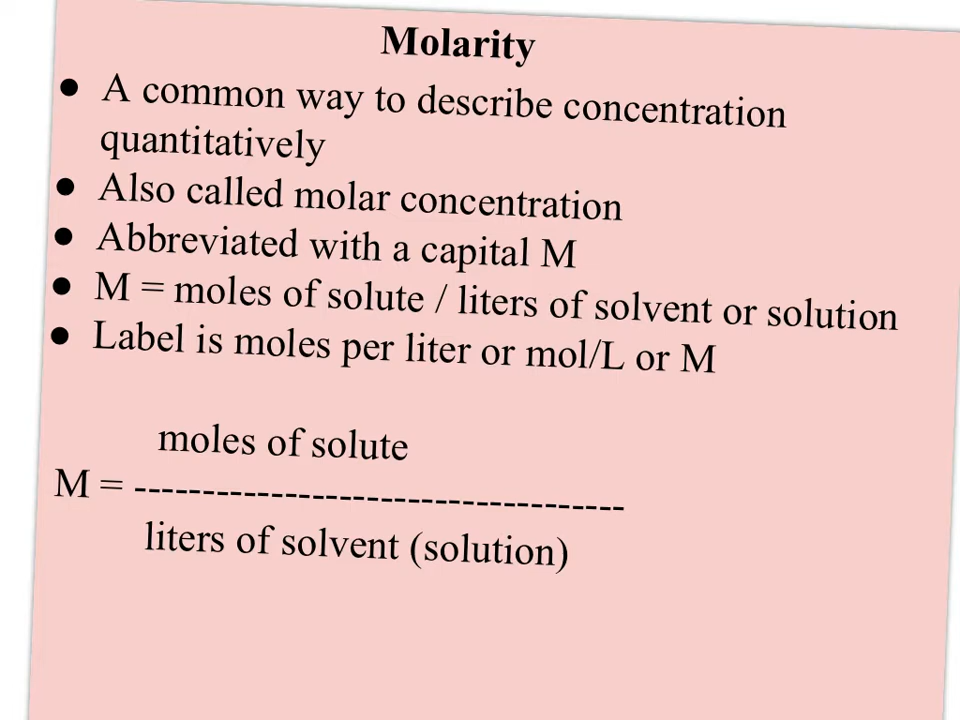 Molarity
● A common way to describe concentration
quantitatively
● Also called molar concentration
● Abbreviated with a capital M
● M = moles of solute / liters of solvent or solution
● Label is moles per liter or mol/L or M
moles of solute
M = ------------------------------------
liters of solvent (solution)